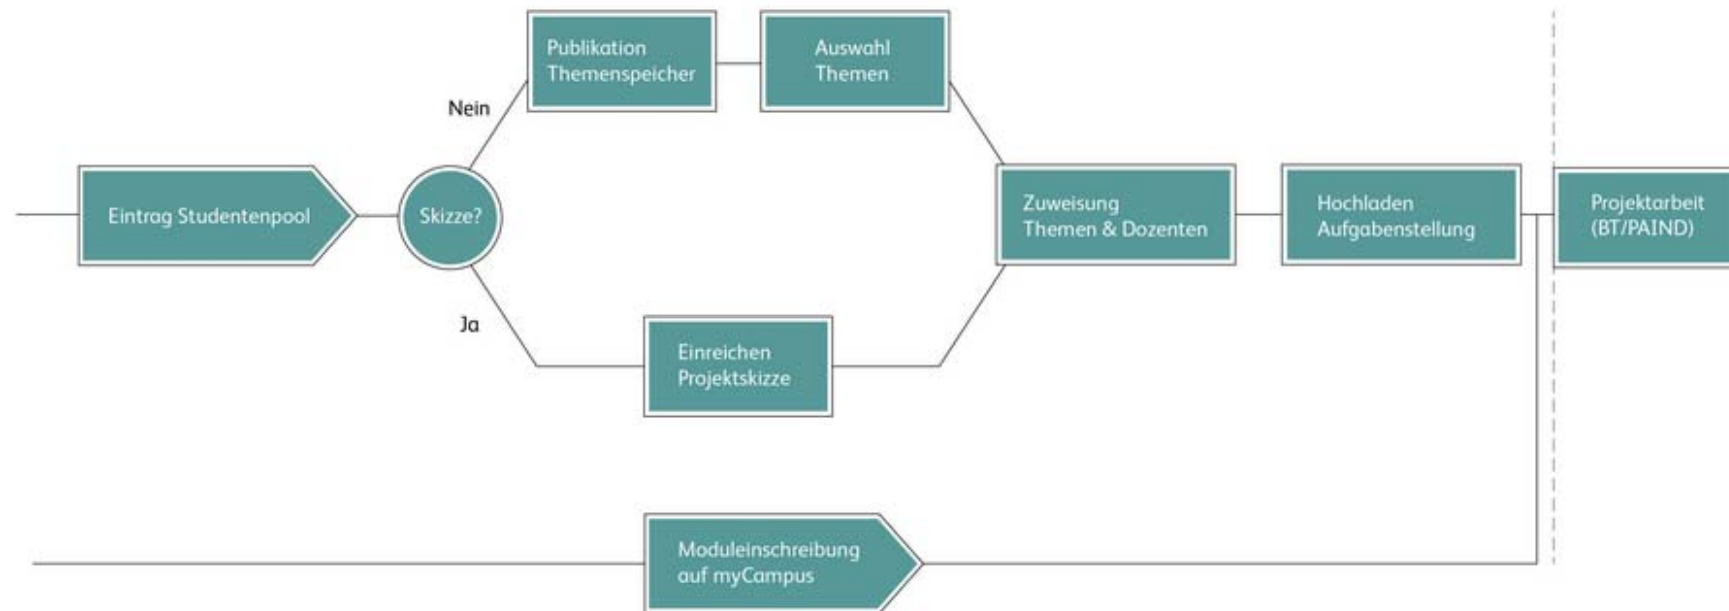 Publikation
Themenspeicher
Auswahl
Themen
Nein
Eintrag Studentenpool
Skizze?
Zuweisung
Themen & Dozenten
Hochladen
Aufgabenstellung
Projektarbeit
(BT/PAIND)
Ja
Einreichen
Projektskizze
Moduleinschreibung
auf myCampus